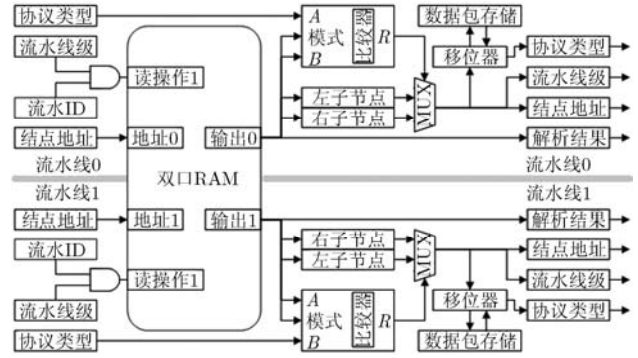 协议类型
A
模式
B
比较器
R
数据包存储
流水线级
移位器
协议类型
读操作1
左子节点
MUX
流水线级
流水ID
右子节点
结点地址
结点地址
地址0
输出0
解析结果
流水线0
流水线0
双口RAM
流水线1
流水线1
结点地址
地址1
输出1
解析结果
流水ID
右子节点
MUX
结点地址
左子节点
读操作1
流水线级
流水线级
A
模式
B
比较器
R
移位器
协议类型
协议类型
数据包存储